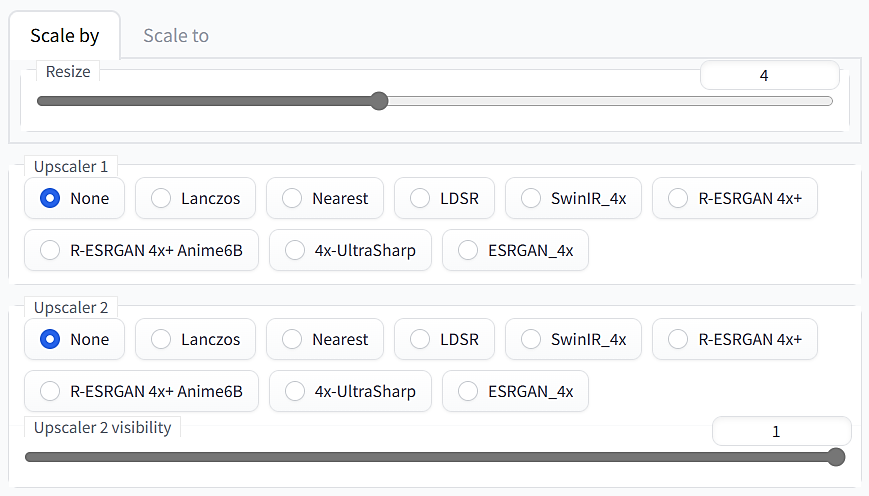 Scale by Scale to
Resize 4
Upscaler 1
None Lanczos Nearest LDSR SwinIR_4x R-ESRGAN 4x+
R-ESRGAN 4x+ Anime6B 4x-UltraSharp ESRGAN_4x
Upscaler 2
None Lanczos Nearest LDSR SwinIR_4x R-ESRGAN 4x+
R-ESRGAN 4x+ Anime6B 4x-UltraSharp ESRGAN_4x
Upscaler 2 visibility 1